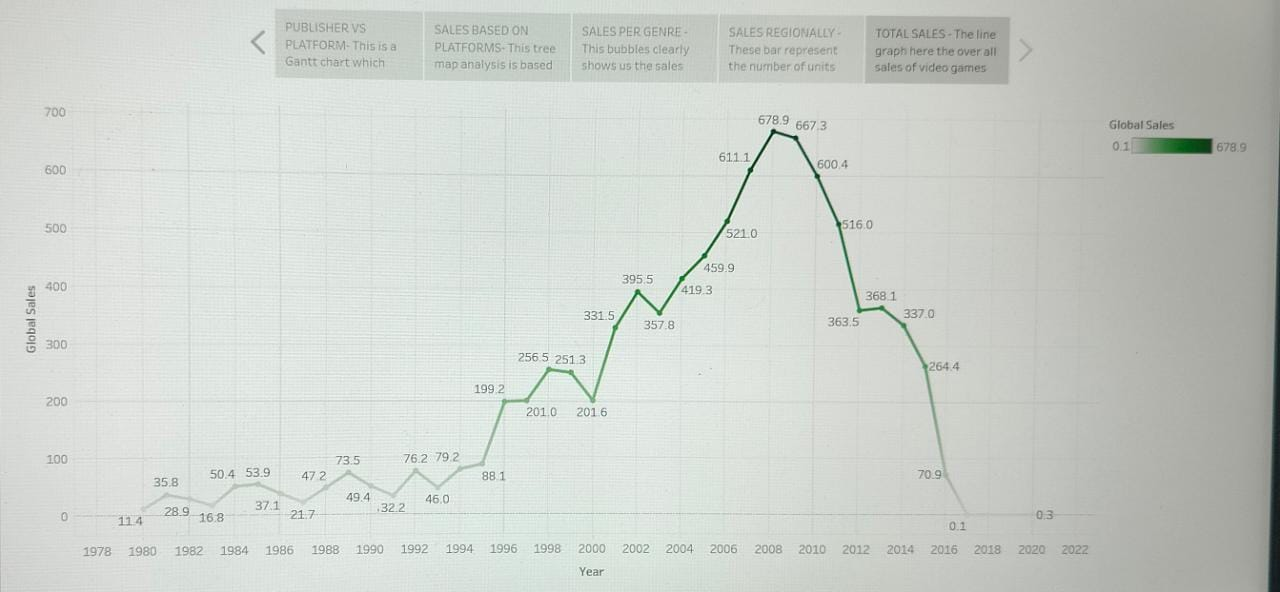 PUBLISHER VS
PLATFORM- This is a
Gantt chart which
SALES BASED ON
PLATFORMS- This tree
map analysis is based
SALES PER GENRE -
This bubbles clearly
shows us the sales
SALES REGIONALLY -
These bar represent
the number of units
TOTAL SALES - The line
graph here the over all
sales of video games
Global Sales
0.1 678.9
Global Sales
700
600
500
400
300
200
100
0
11.4
35.8
28.9
16.8
50.4
53.9
37.1
21.7
47.2
73.5
49.4
32.2
76.2
46.0
79.2
88.1
199.2
201.0
256.5
251.3
201.6
331.5
395.5
357.8
419.3
459.9
521.0
611.1
678.9
667.3
600.4
516.0
363.5
368.1
337.0
264.4
70.9
0.1
0.3
1978 1980 1982 1984 1986 1988 1990 1992 1994 1996 1998 2000 2002 2004 2006 2008 2010 2012 2014 2016 2018 2020 2022
Year